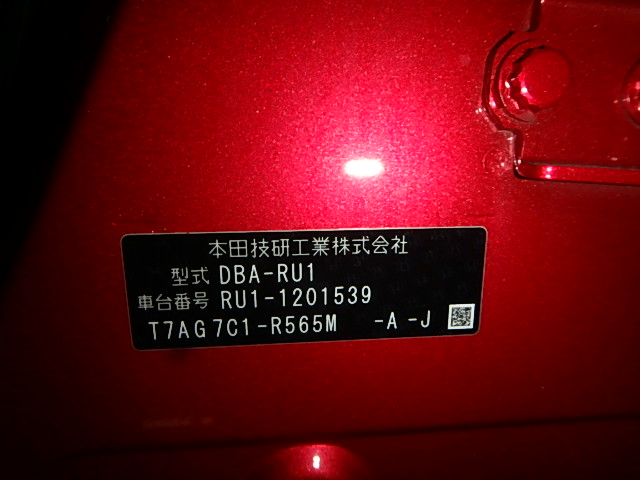 本田技研工業株式会社
型式 DBA-RU1
車台番号 RU1-1201539
T7AG7C1-R565M -A-J